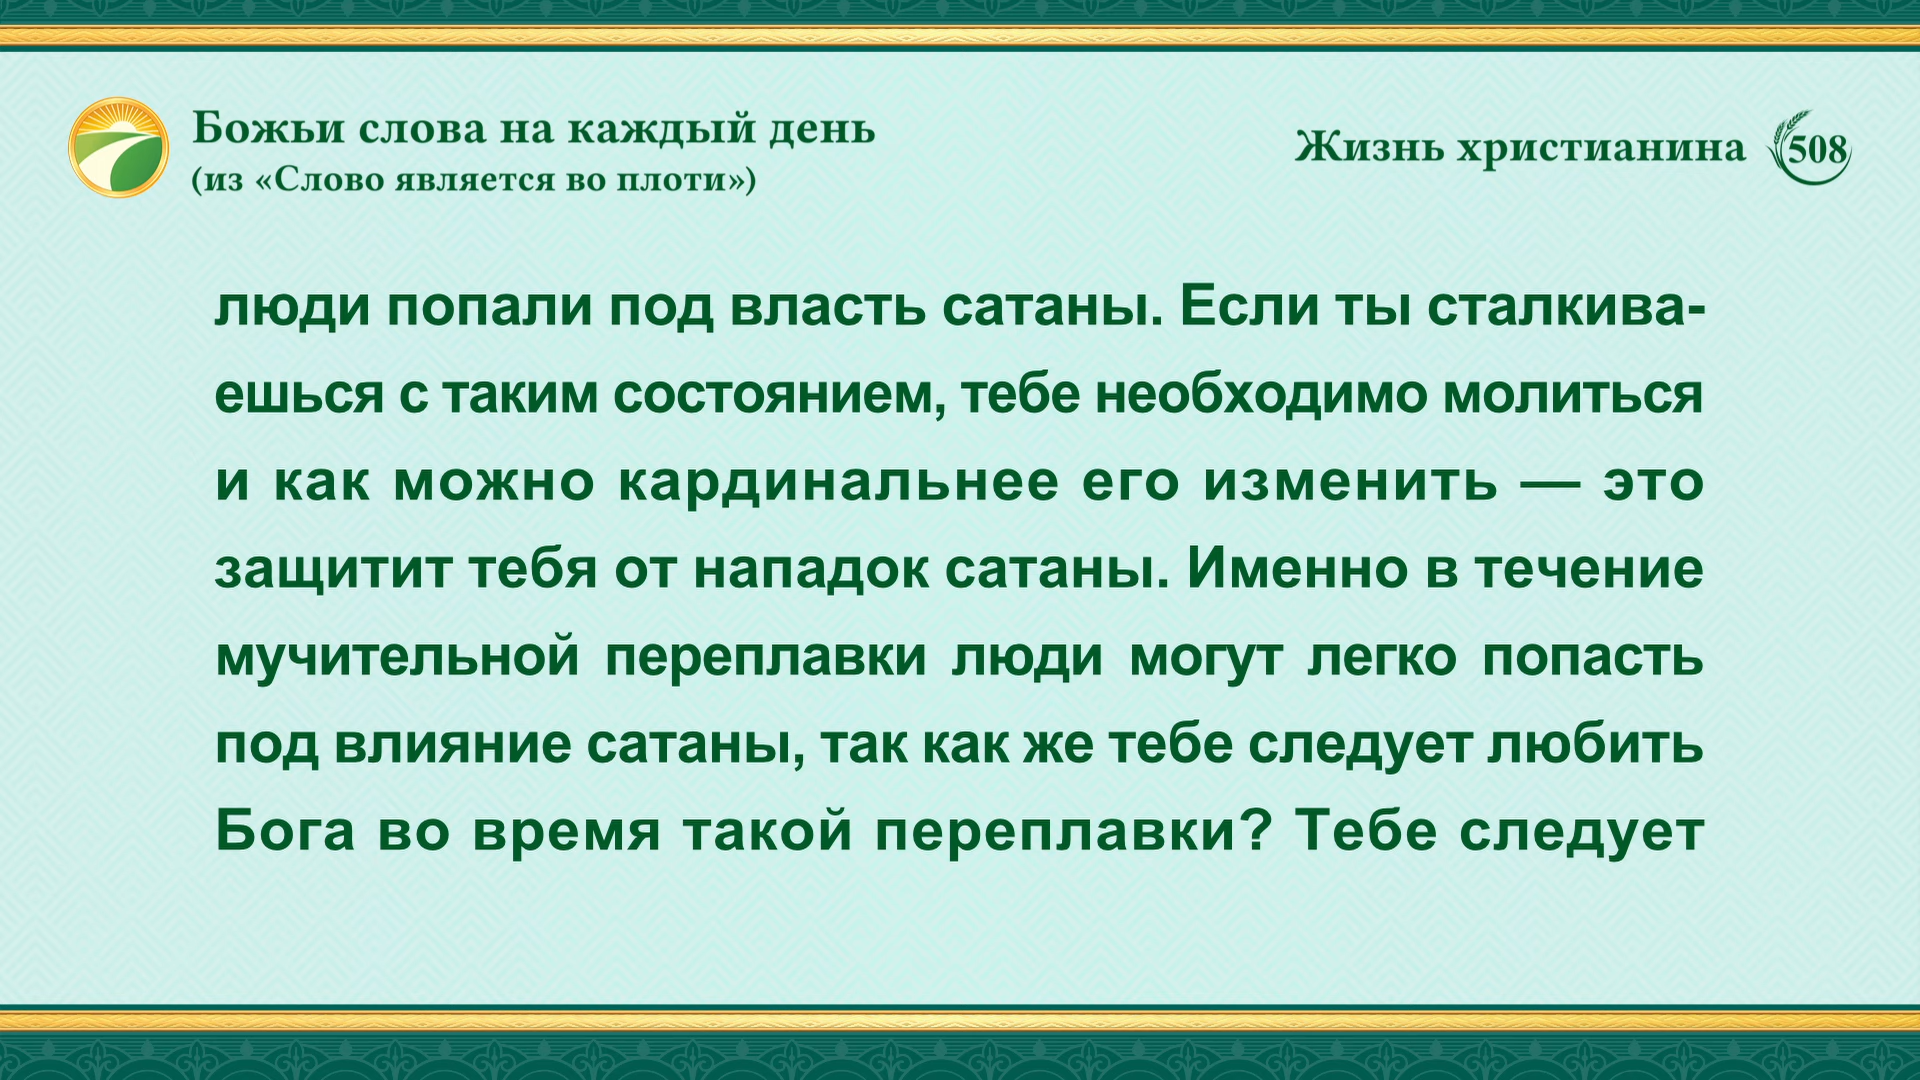 Божьи слова на каждый день
(из «Слово является во плоти»)
Жизнь христианина 508
люди попали под власть сатаны. Если ты сталкива-
ешься с таким состоянием, тебе необходимо молиться
и как можно кардинальнее его изменить — это
защитит тебя от нападок сатаны. Именно в течение
мучительной переплавки люди могут легко попасть
под влияние сатаны, так как же тебе следует любить
Бога во время такой переплавки? Тебе следует